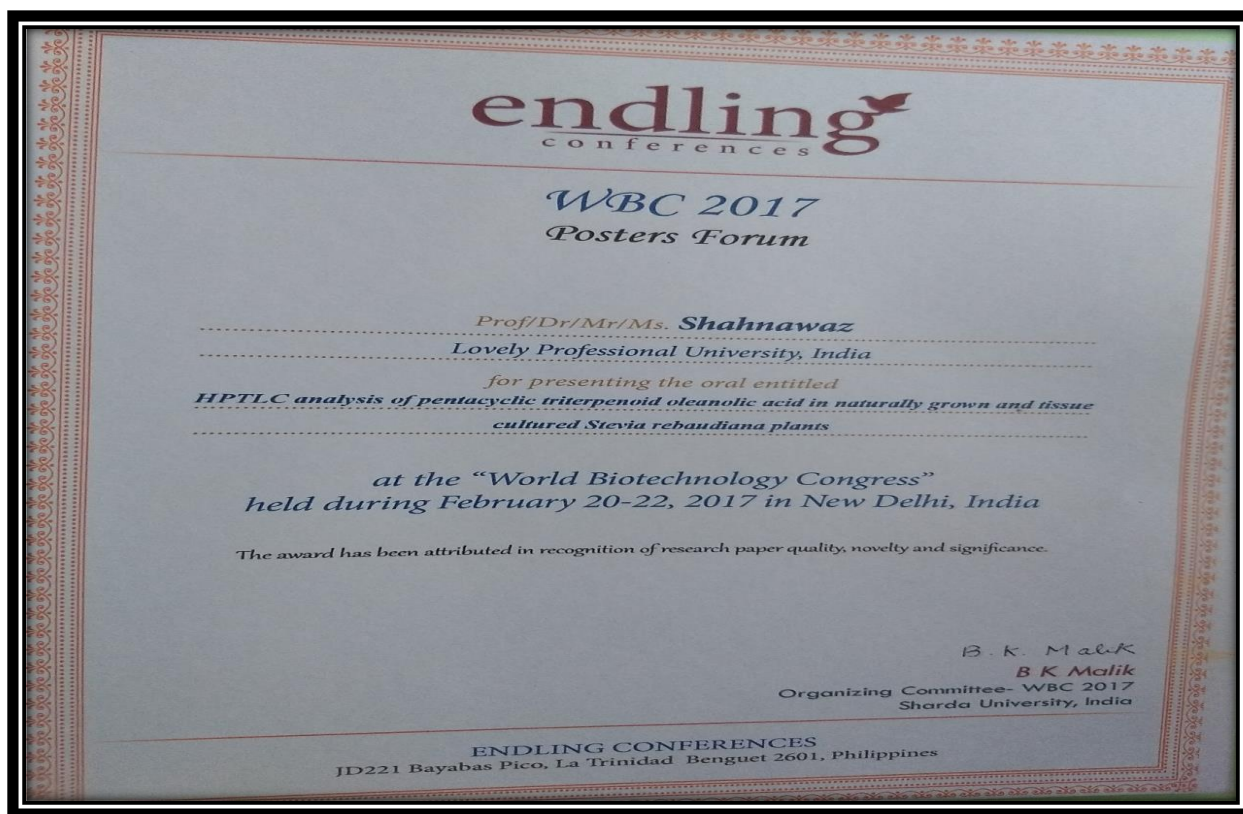 endling
conferences
WBC 2017
Posters Forum
Prof/Dr/Mr/Ms. Shahnawaz
Lovely Professional University, India
for presenting the oral entitled
HPTLC analysis of pentacyclic triterpenoid oleanolic acid in naturally grown and tissue
cultured Stevia rebaudiana plants
at the “World Biotechnology Congress”
held during February 20-22, 2017 in New Delhi, India
The award has been attributed in recognition of research paper quality, novelty and significance.
B. K. Malik
B K Malik
Organizing Committee- WBC 2017
Sharda University, India
ENDLING CONFERENCES
JD221 Bayabas Pico, La Trinidad Benguet 2601, Philippines